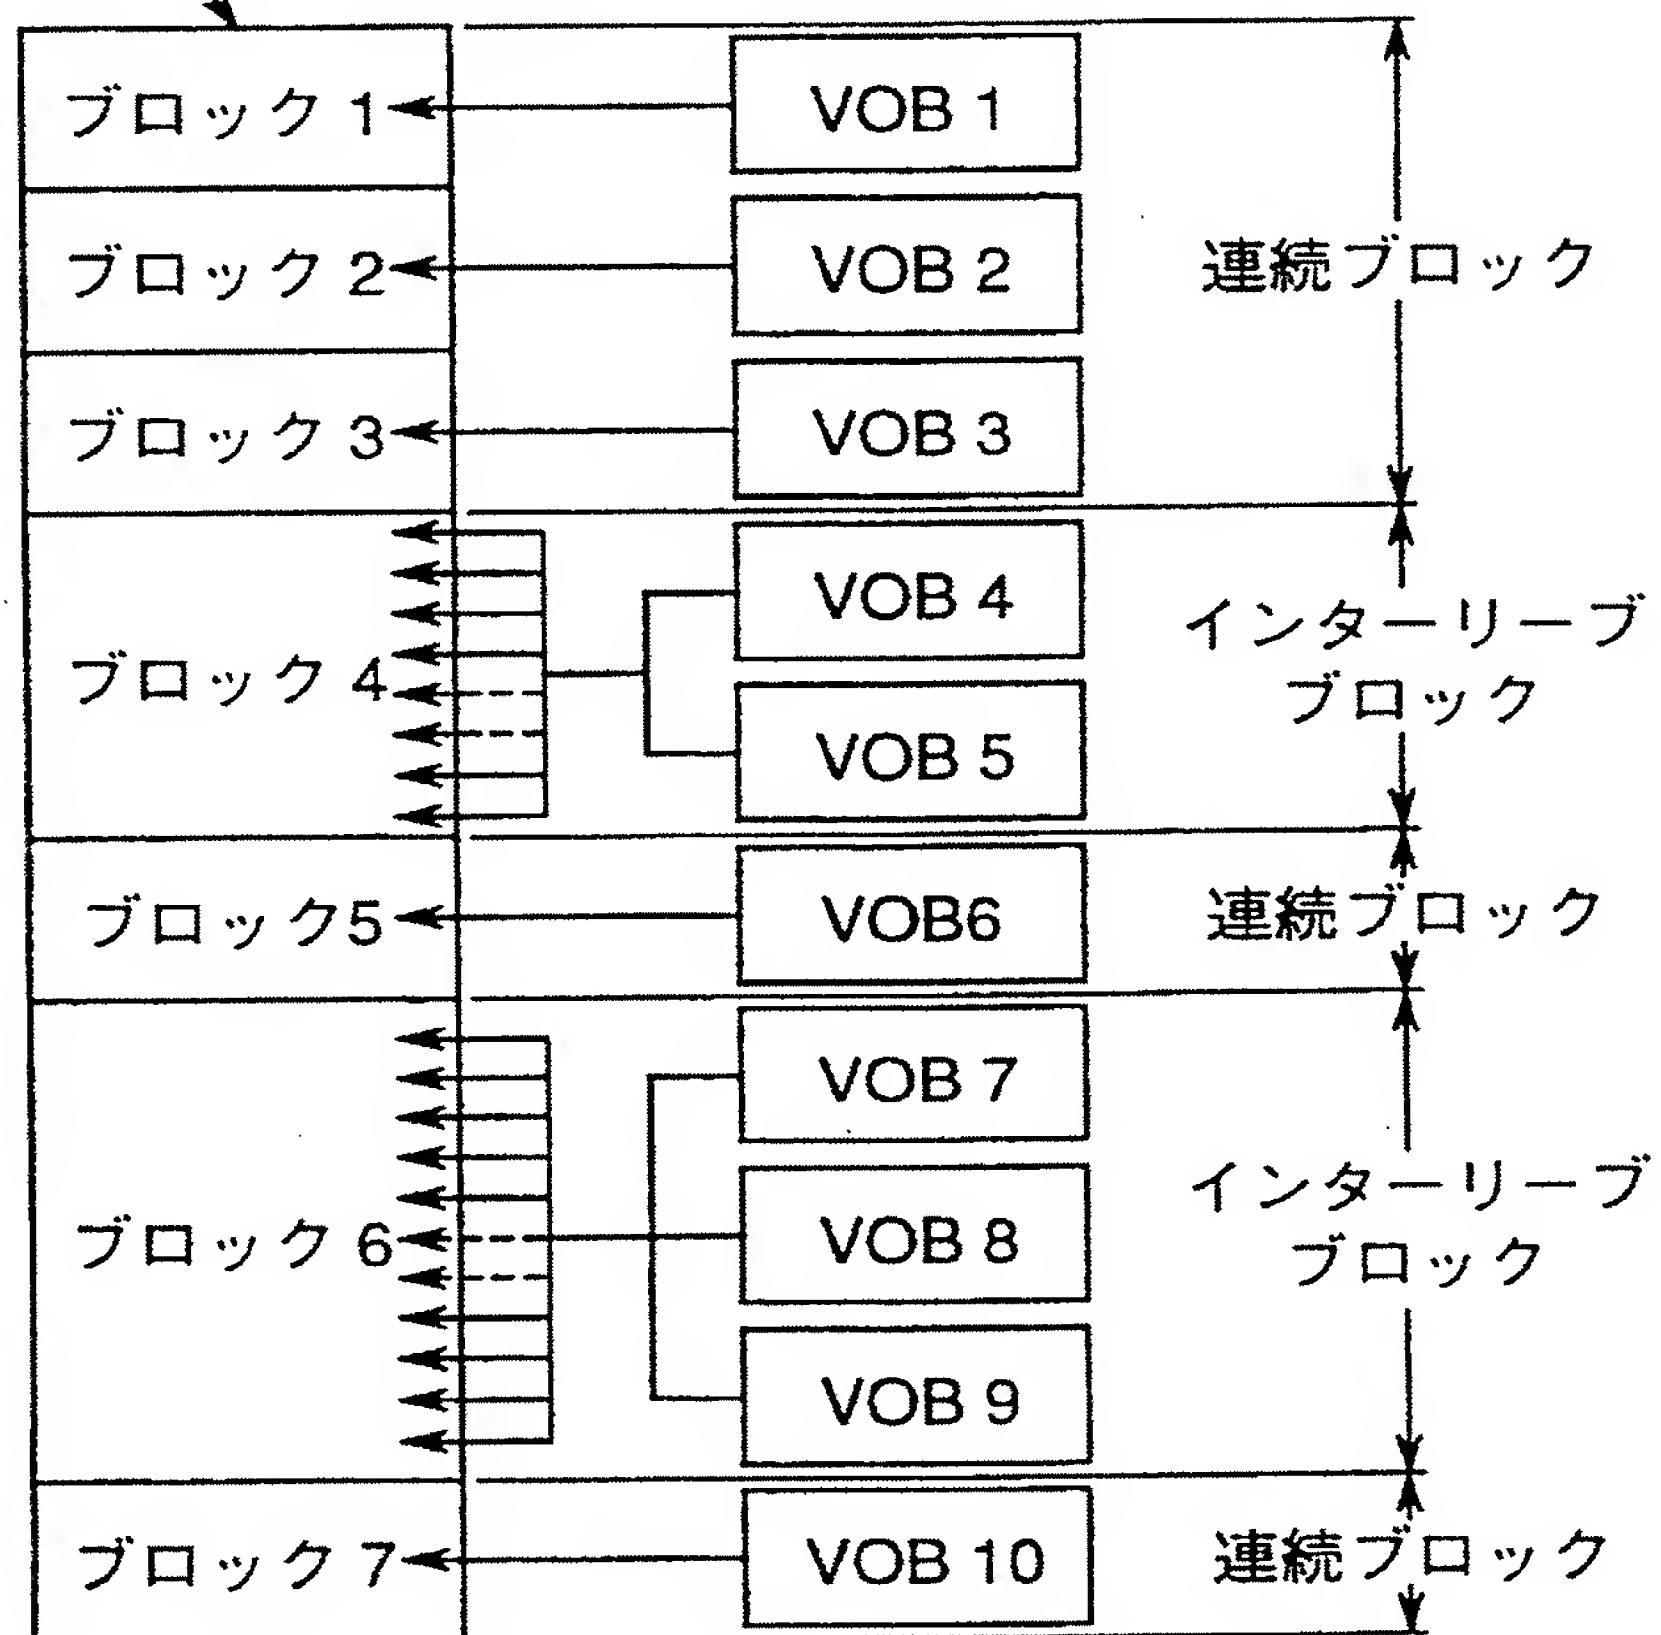 ブロック 1
VOB 1
ブロック 2
VOB 2
連続ブロック
ブロック 3
VOB 3
ブロック 4
VOB 4
VOB 5
インターリーブ
ブロック
ブロック5
VOB6
連続ブロック
ブロック 6
VOB 7
VOB 8
VOB 9
インターリーブ
ブロック
ブロック 7
VOB 10
連続ブロック